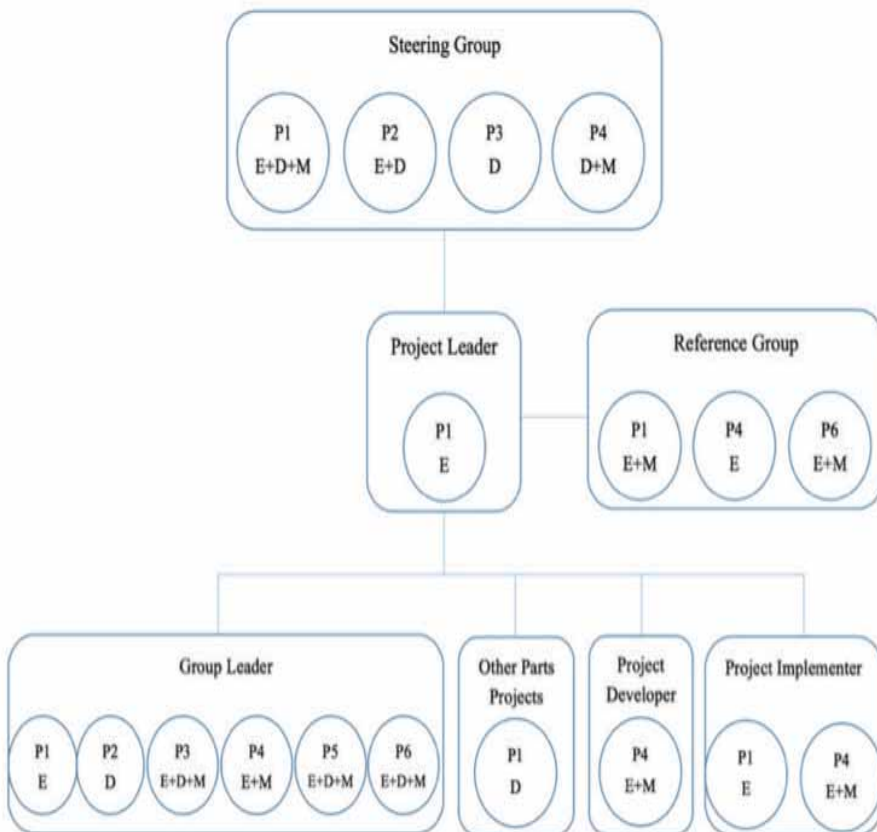 Steering Group
P1 P2 P3 P4
E+D+M E+D D D+M
Project Leader
P1
E
Reference Group
P1 P4 P6
E+M E E+M
Group Leader
P1 P2 P3 P4 P5 P6
E D E+D+M E+M E+D+M E+D+M
Other Parts
Projects
P1
D
Project
Developer
P4
E+M
Project Implementer
P1 P4
E E+M